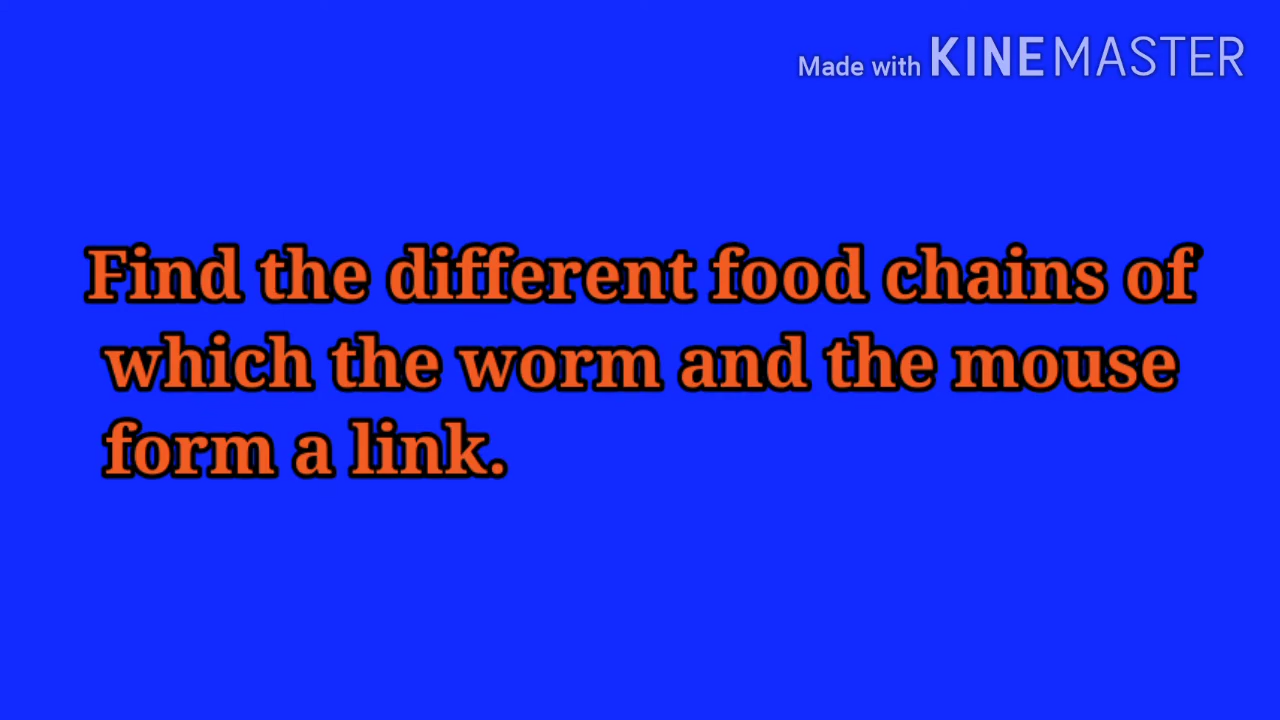 Made with KINEMASTER
Find the different food chains of
which the worm and the mouse
form a link.